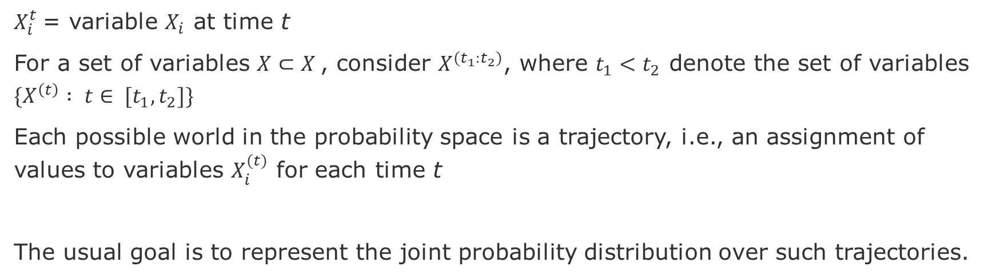 $X_i^t$ = variable $X_i$ at time $t$
For a set of variables $X \subset X$ , consider $X^{(t_1:t_2)}$, where $t_1 < t_2$ denote the set of variables
$\{X^{(t)} : t \in [t_1, t_2]\}$
Each possible world in the probability space is a trajectory, i.e., an assignment of
values to variables $X_i^{(t)}$ for each time $t$
The usual goal is to represent the joint probability distribution over such trajectories.